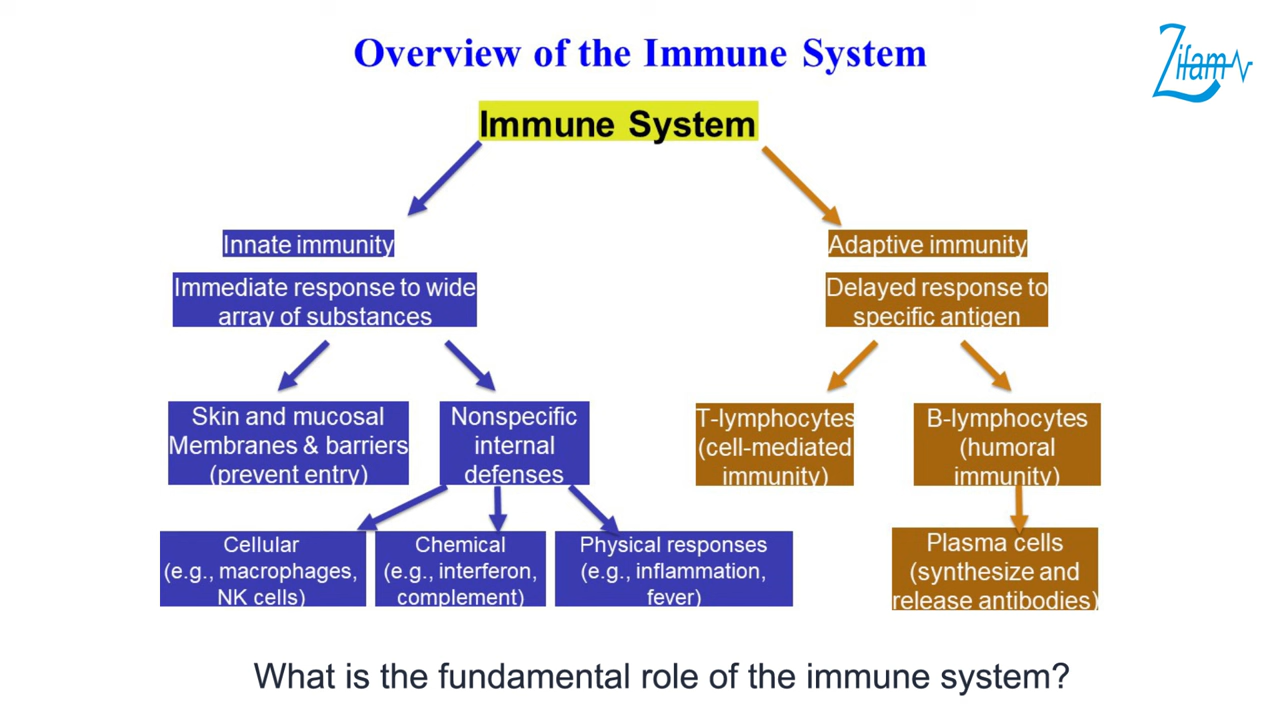 Overview of the Immune System
Zifam
Immune System
Innate immunity
Immediate response to wide
array of substances
Adaptive immunity
Delayed response to
specific antigen
Skin and mucosal
Membranes & barriers
(prevent entry)
Nonspecific
internal
defenses
T-lymphocytes
(cell-mediated
immunity)
B-lymphocytes
(humoral
immunity)
Cellular
(e.g., macrophages,
NK cells)
Chemical
(e.g., interferon,
complement)
Physical responses
(e.g., inflammation,
fever)
Plasma cells
(synthesize and
release antibodies)
What is the fundamental role of the immune system?